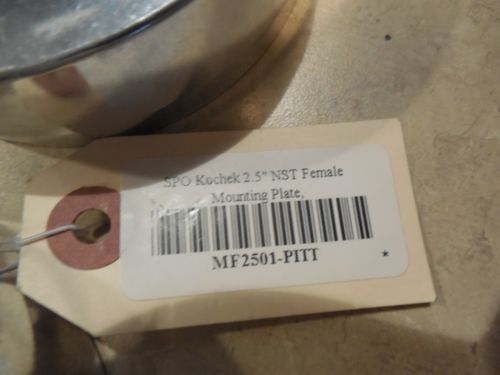 SPO Kochek 2.5" NST Female
Mounting Plate,
MF2501-PITT
*